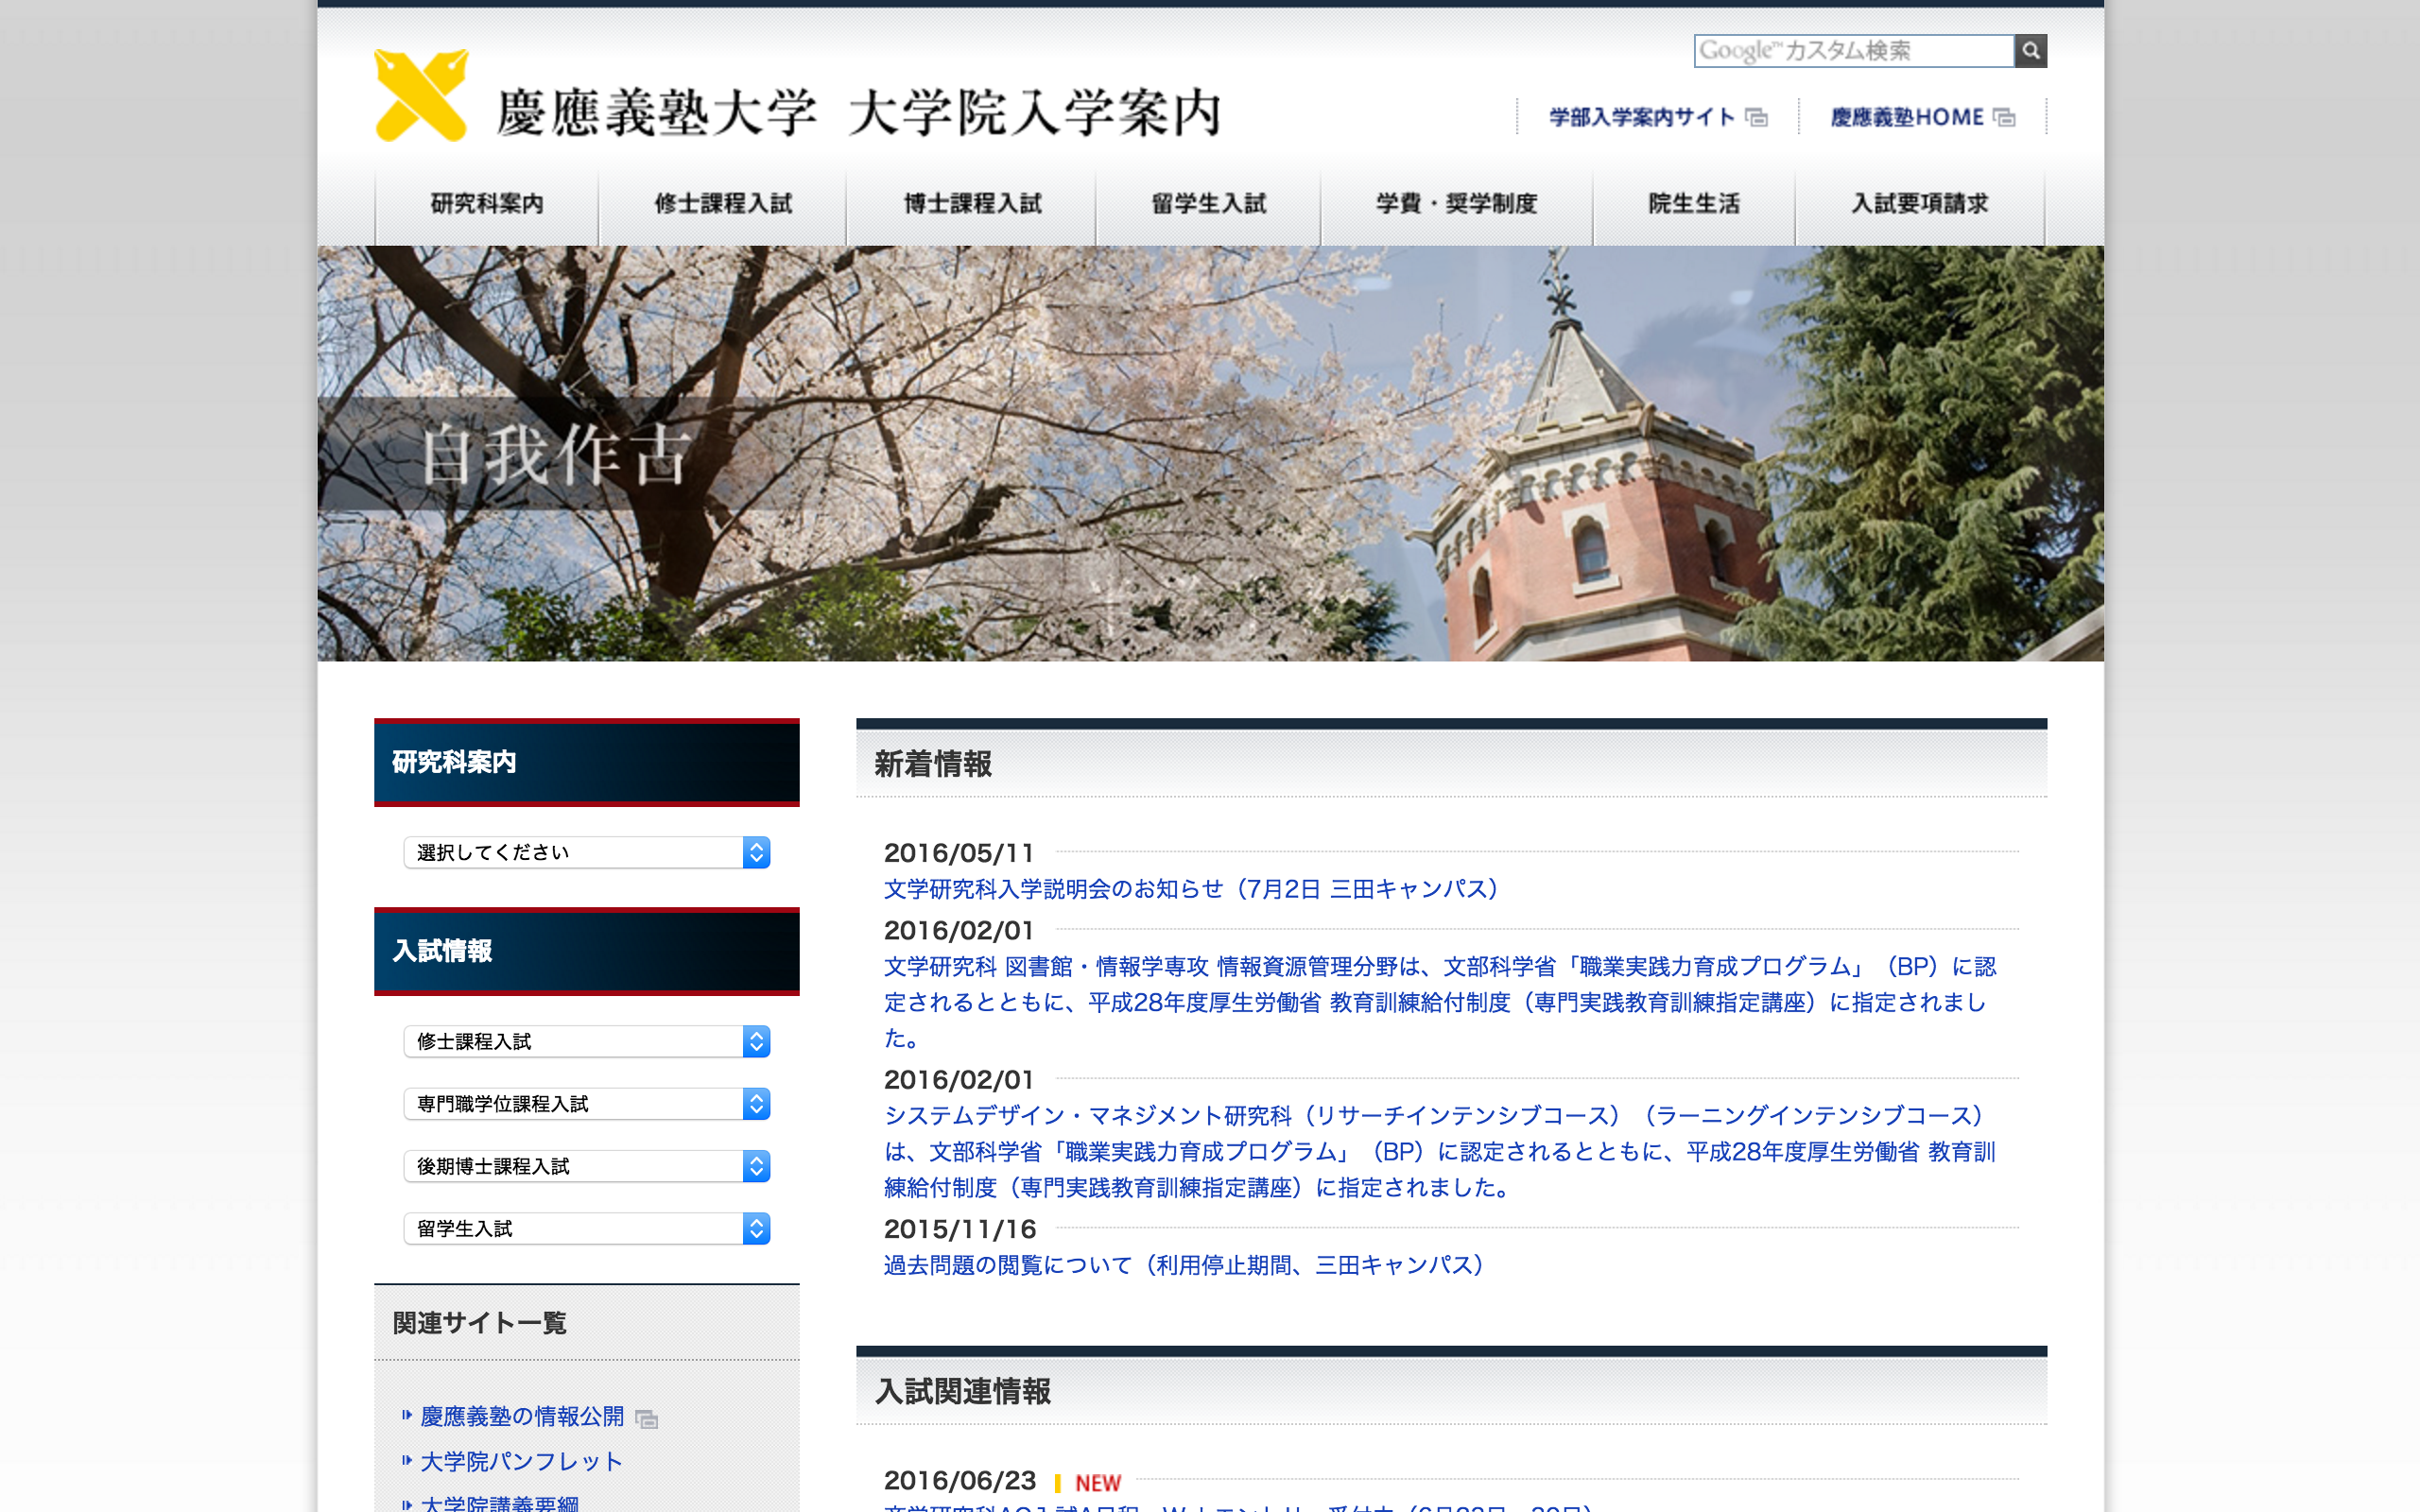 Google™カスタム検索
慶應義塾大学 大学院入学案内
学部入学案内サイト
慶應義塾HOME
研究科案内
修士課程入試
博士課程入試
留学生入試
学費・奨学制度
院生生活
入試要項請求
自我作古
研究科案内
選択してください
入試情報
修士課程入試
専門職学位課程入試
後期博士課程入試
留学生入試
関連サイト一覧
慶應義塾の情報公開
大学院パンフレット
大学院講義要綱
新着情報
2016/05/11
文学研究科入学説明会のお知らせ（7月2日 三田キャンパス）
2016/02/01
文学研究科 図書館・情報学専攻 情報資源管理分野は、文部科学省「職業実践力育成プログラム」（BP）に認
定されるとともに、平成28年度厚生労働省 教育訓練給付制度（専門実践教育訓練指定講座）に指定されまし
た。
2016/02/01
システムデザイン・マネジメント研究科（リサーチインテンシブコース）（ラーニングインテンシブコース）
は、文部科学省「職業実践力育成プログラム」（BP）に認定されるとともに、平成28年度厚生労働省 教育訓
練給付制度（専門実践教育訓練指定講座）に指定されました。
2015/11/16
過去問題の閲覧について（利用停止期間、三田キャンパス）
入試関連情報
2016/06/23 NEW